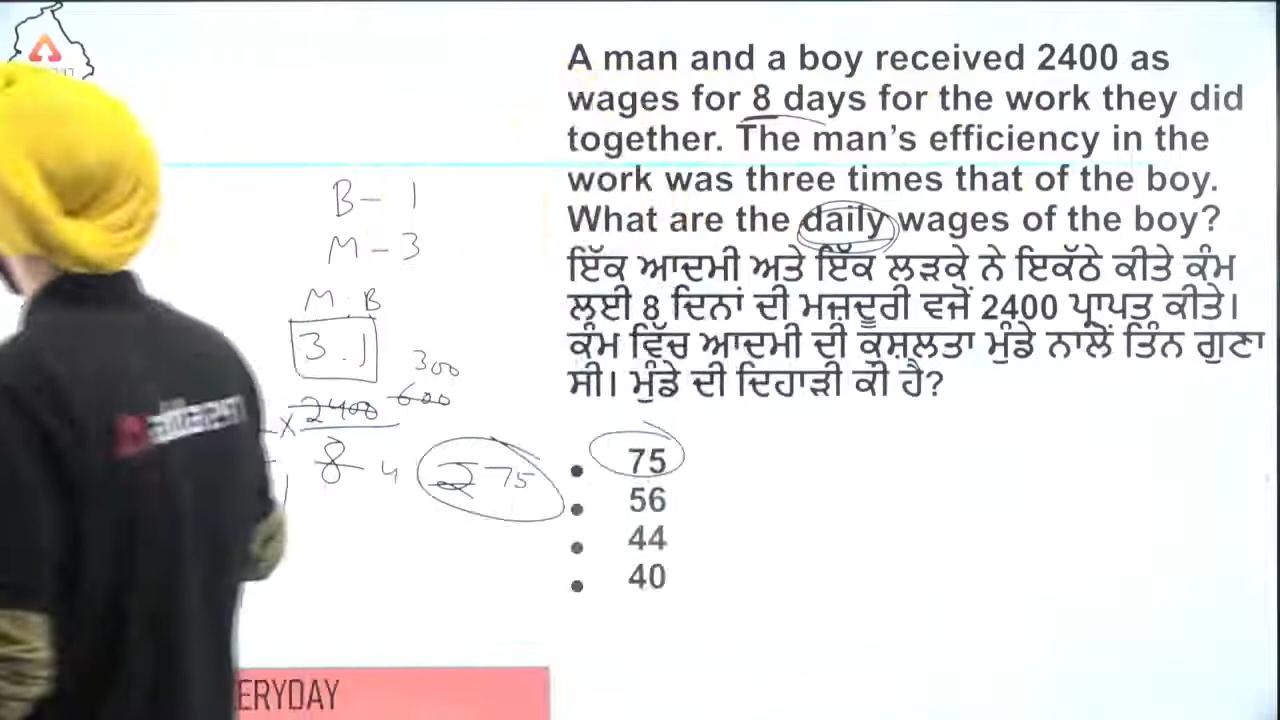 A man and a boy received 2400 as
wages for 8 days for the work they did
together. The man's efficiency in the
work was three times that of the boy.
What are the daily wages of the boy?
ਇੱਕ ਆਦਮੀ ਅਤੇ ਇੱਕ ਲੜਕੇ ਨੇ ਇਕੱਠੇ ਕੀਤੇ ਕੰਮ
ਲਈ 8 ਦਿਨਾਂ ਦੀ ਮਜ਼ਦੂਰੀ ਵਜੋਂ 2400 ਪ੍ਰਾਪਤ ਕੀਤੇ।
ਕੰਮ ਵਿੱਚ ਆਦਮੀ ਦੀ ਕੁਸ਼ਲਤਾ ਮੁੰਡੇ ਨਾਲੋਂ ਤਿੰਨ ਗੁਣਾ
ਸੀ। ਮੁੰਡੇ ਦੀ ਦਿਹਾੜੀ ਕੀ ਹੈ?
75
56
44
40
B - 1
M - 3
M . B
3 . 1
300
x 2400 600
8 4 = 75
ERYDAY